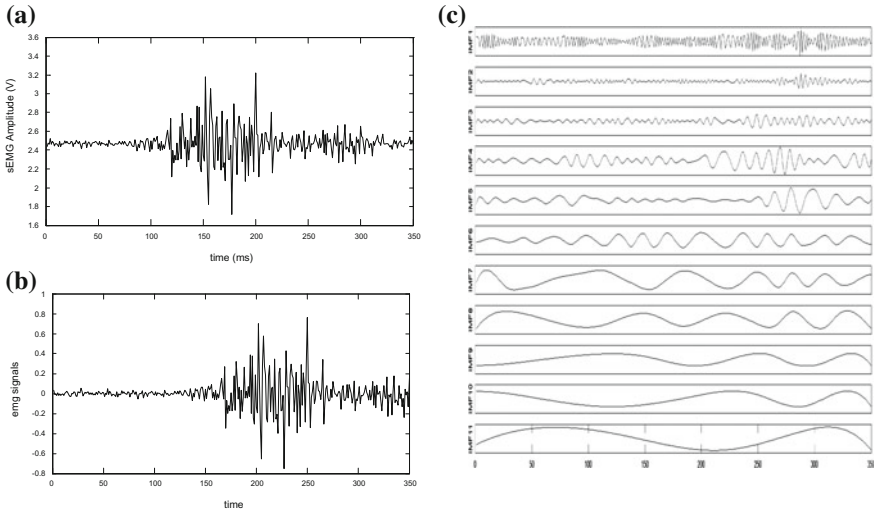 (a)
3.6
3.4
3.2
3
2.8
2.6
2.4
2.2
2
1.8
1.6
sEMG Amplitude (V)
0 50 100 150 200 250 300 350
time (ms)
(b)
1
0.8
0.6
0.4
0.2
0
-0.2
-0.4
-0.6
-0.8
emg signals
0 50 100 150 200 250 300 350
time
(c)
IMF1
IMF2
IMF3
IMF4
IMF5
IMF6
IMF7
IMF8
IMF9
IMF10
IMF11
0 50 100 150 200 250 300 350